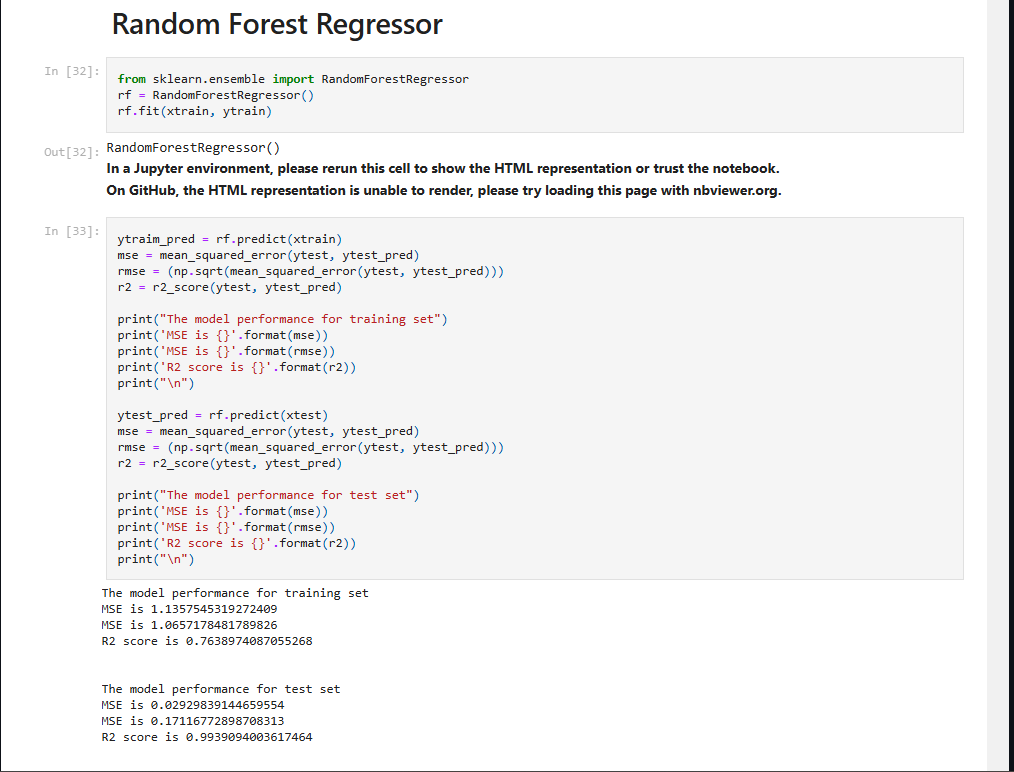 Random Forest Regressor
In [32]:
from sklearn.ensemble import RandomForestRegressor
rf = RandomForestRegressor()
rf.fit(xtrain, ytrain)
Out[32]:
RandomForestRegressor()
In a Jupyter environment, please rerun this cell to show the HTML representation or trust the notebook.
On GitHub, the HTML representation is unable to render, please try loading this page with nbviewer.org.
In [33]:
ytraim_pred = rf.predict(xtrain)
mse = mean_squared_error(ytest, ytest_pred)
rmse = (np.sqrt(mean_squared_error(ytest, ytest_pred)))
r2 = r2_score(ytest, ytest_pred)
print("The model performance for training set")
print('MSE is {}'.format(mse))
print('MSE is {}'.format(rmse))
print('R2 score is {}'.format(r2))
print("\n")
ytest_pred = rf.predict(xtest)
mse = mean_squared_error(ytest, ytest_pred)
rmse = (np.sqrt(mean_squared_error(ytest, ytest_pred)))
r2 = r2_score(ytest, ytest_pred)
print("The model performance for test set")
print('MSE is {}'.format(mse))
print('MSE is {}'.format(rmse))
print('R2 score is {}'.format(r2))
print("\n")
The model performance for training set
MSE is 1.1357545319272409
MSE is 1.0657178481789826
R2 score is 0.7638974087055268
The model performance for test set
MSE is 0.02929839144659554
MSE is 0.17116772898708313
R2 score is 0.9939094003617464